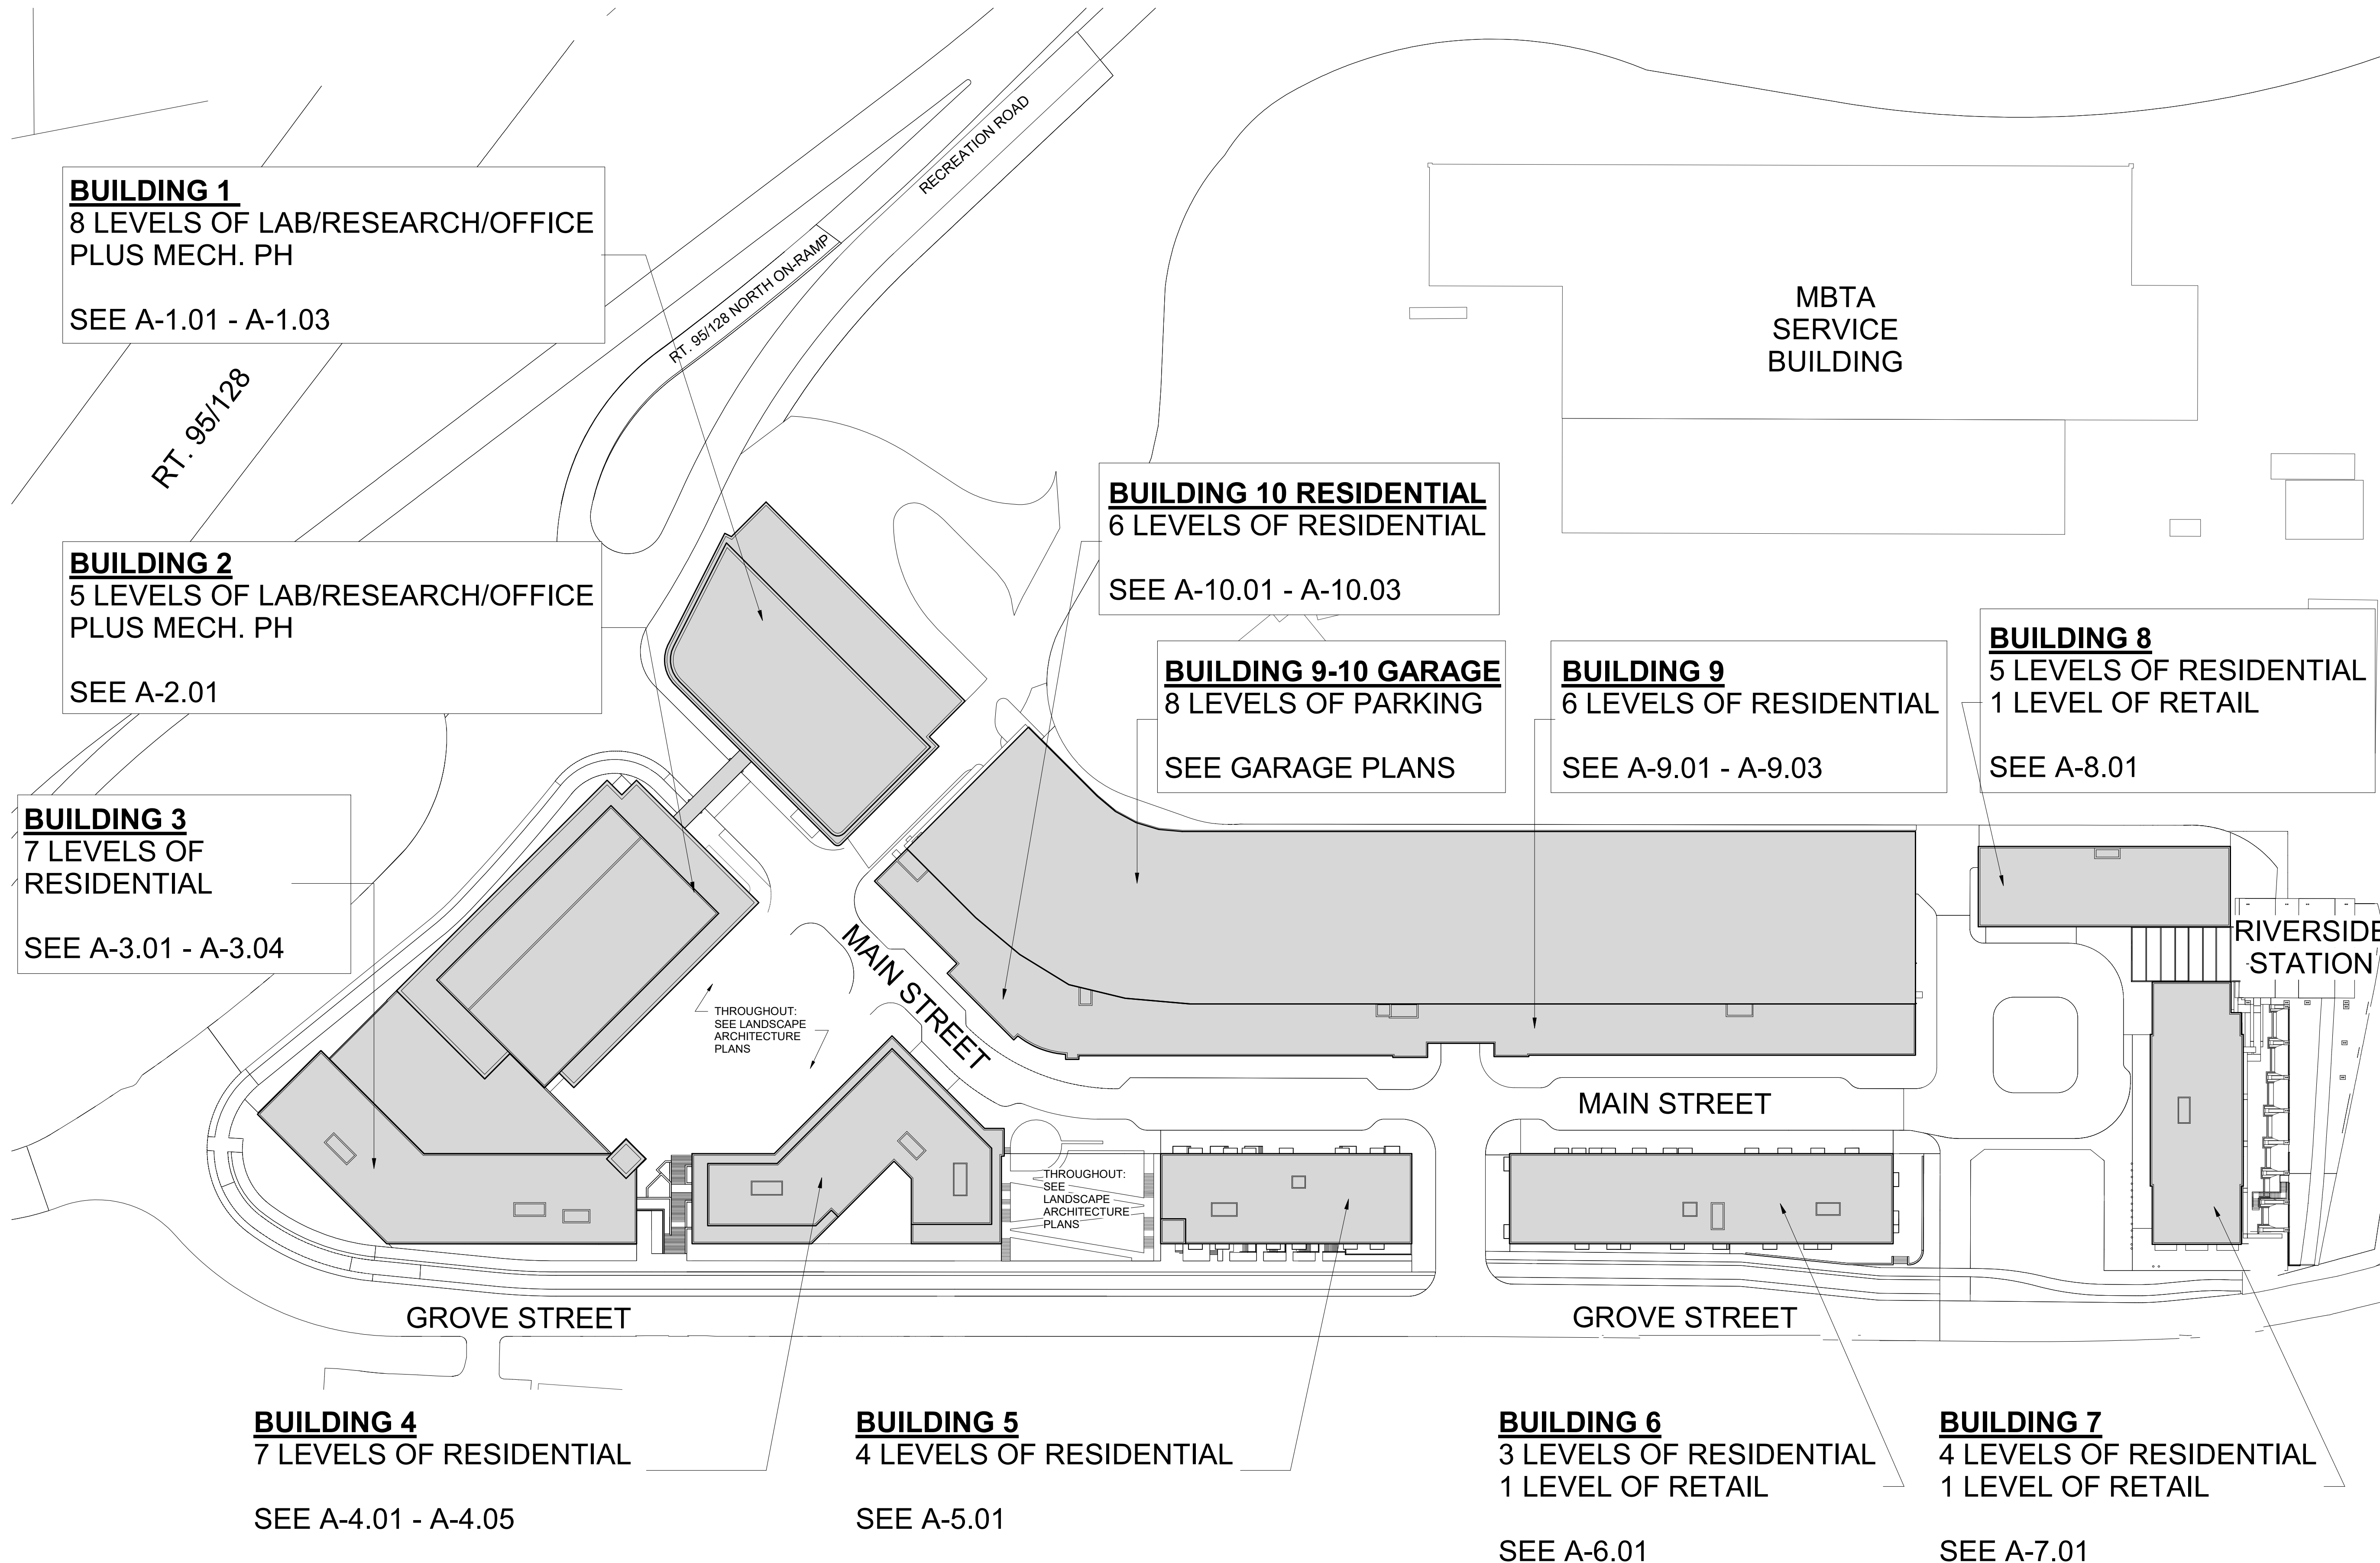 RECREATION ROAD
BUILDING 1
8 LEVELS OF LAB/RESEARCH/OFFICE
PLUS MECH. PH
SEE A-1.01 - A-1.03
RT. 95/128 NORTH ON-RAMP
MBTA
SERVICE
BUILDING
RT. 95/128
BUILDING 10 RESIDENTIAL
6 LEVELS OF RESIDENTIAL
SEE A-10.01 - A-10.03
BUILDING 2
5 LEVELS OF LAB/RESEARCH/OFFICE
PLUS MECH. PH
SEE A-2.01
BUILDING 9-10 GARAGE
8 LEVELS OF PARKING
SEE GARAGE PLANS
BUILDING 9
6 LEVELS OF RESIDENTIAL
SEE A-9.01 - A-9.03
BUILDING 8
5 LEVELS OF RESIDENTIAL
1 LEVEL OF RETAIL
SEE A-8.01
BUILDING 3
7 LEVELS OF
RESIDENTIAL
SEE A-3.01 - A-3.04
RIVERSIDE
STATION
MAIN STREET
THROUGHOUT:
SEE LANDSCAPE
ARCHITECTURE
PLANS
MAIN STREET
THROUGHOUT:
SEE
LANDSCAPE
ARCHITECTURE
PLANS
GROVE STREET
GROVE STREET
BUILDING 4
7 LEVELS OF RESIDENTIAL
SEE A-4.01 - A-4.05
BUILDING 5
4 LEVELS OF RESIDENTIAL
SEE A-5.01
BUILDING 6
3 LEVELS OF RESIDENTIAL
1 LEVEL OF RETAIL
SEE A-6.01
BUILDING 7
4 LEVELS OF RESIDENTIAL
1 LEVEL OF RETAIL
SEE A-7.01